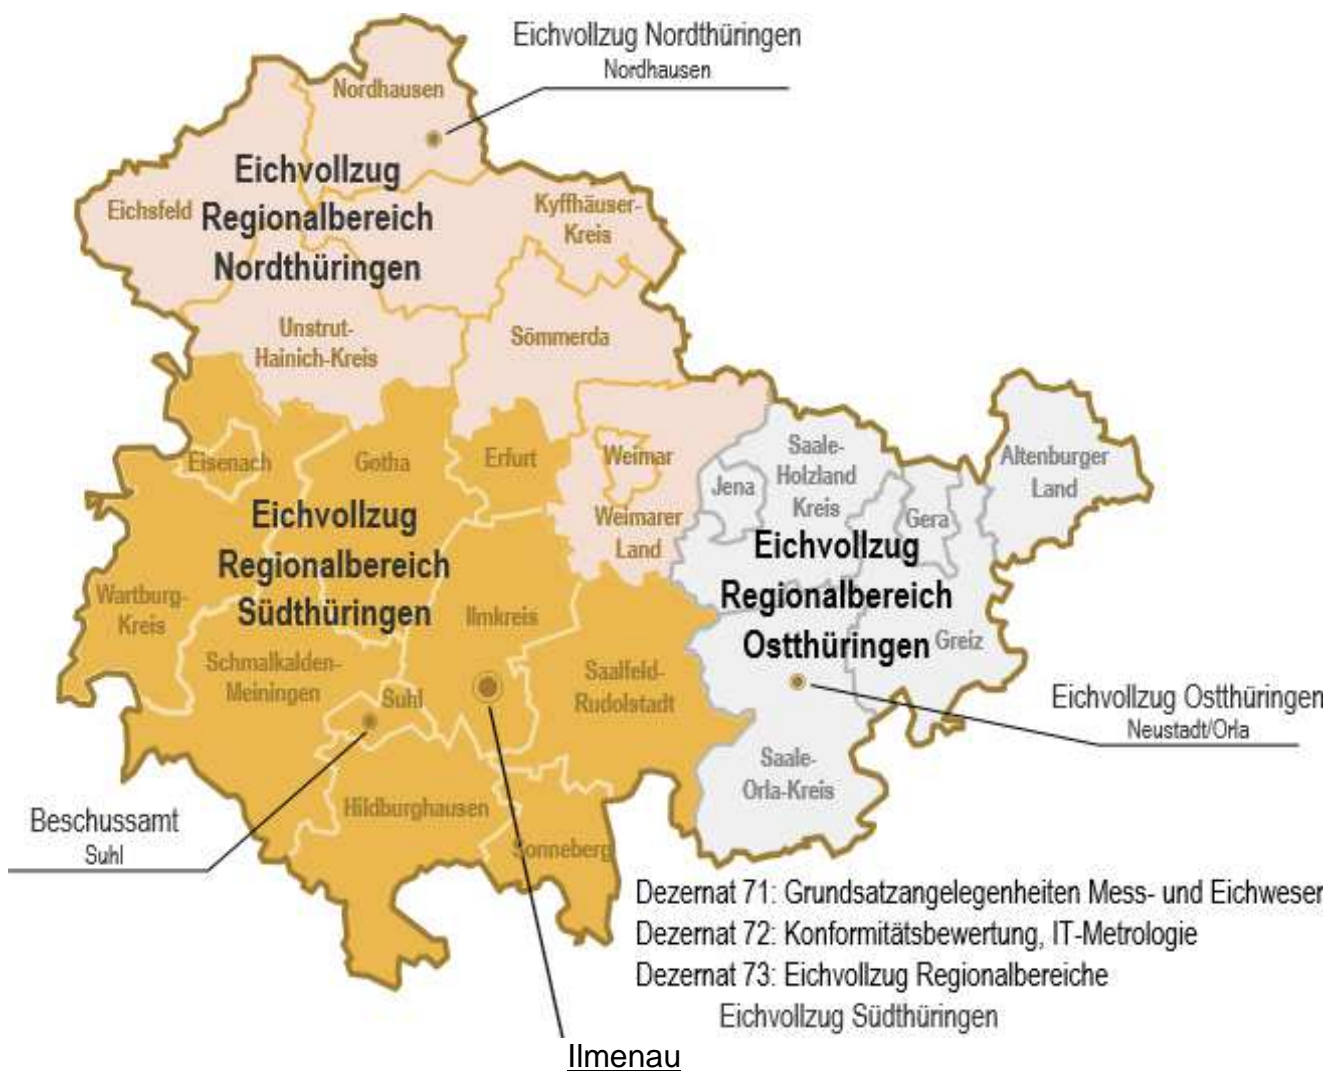 Eichvollzug Nordthüringen
Nordhausen
Nordhausen
Eichvollzug
Regionalbereich
Nordthüringen
Eichsfeld
Kyffhäuser-
Kreis
Unstrut-
Hainich-Kreis
Sömmerda
Eisenach
Gotha
Erfurt
Weimar
Weimarer
Land
Saale-
Holzland
Kreis
Jena
Gera
Altenburger
Land
Eichvollzug
Regionalbereich
Südthüringen
Eichvollzug
Regionalbereich
Ostthüringen
Wartburg-
Kreis
Ilmkreis
Greiz
Schmalkalden-
Meiningen
Suhl
Saalfeld-
Rudolstadt
Eichvollzug Ostthüringen
Neustadt/Orla
Saale-
Orla-Kreis
Hildburghausen
Sonneberg
Beschussamt
Suhl
Dezernat 71: Grundsatzangelegenheiten Mess- und Eichweser
Dezernat 72: Konformitätsbewertung, IT-Metrologie
Dezernat 73: Eichvollzug Regionalbereiche
Eichvollzug Südthüringen
Ilmenau